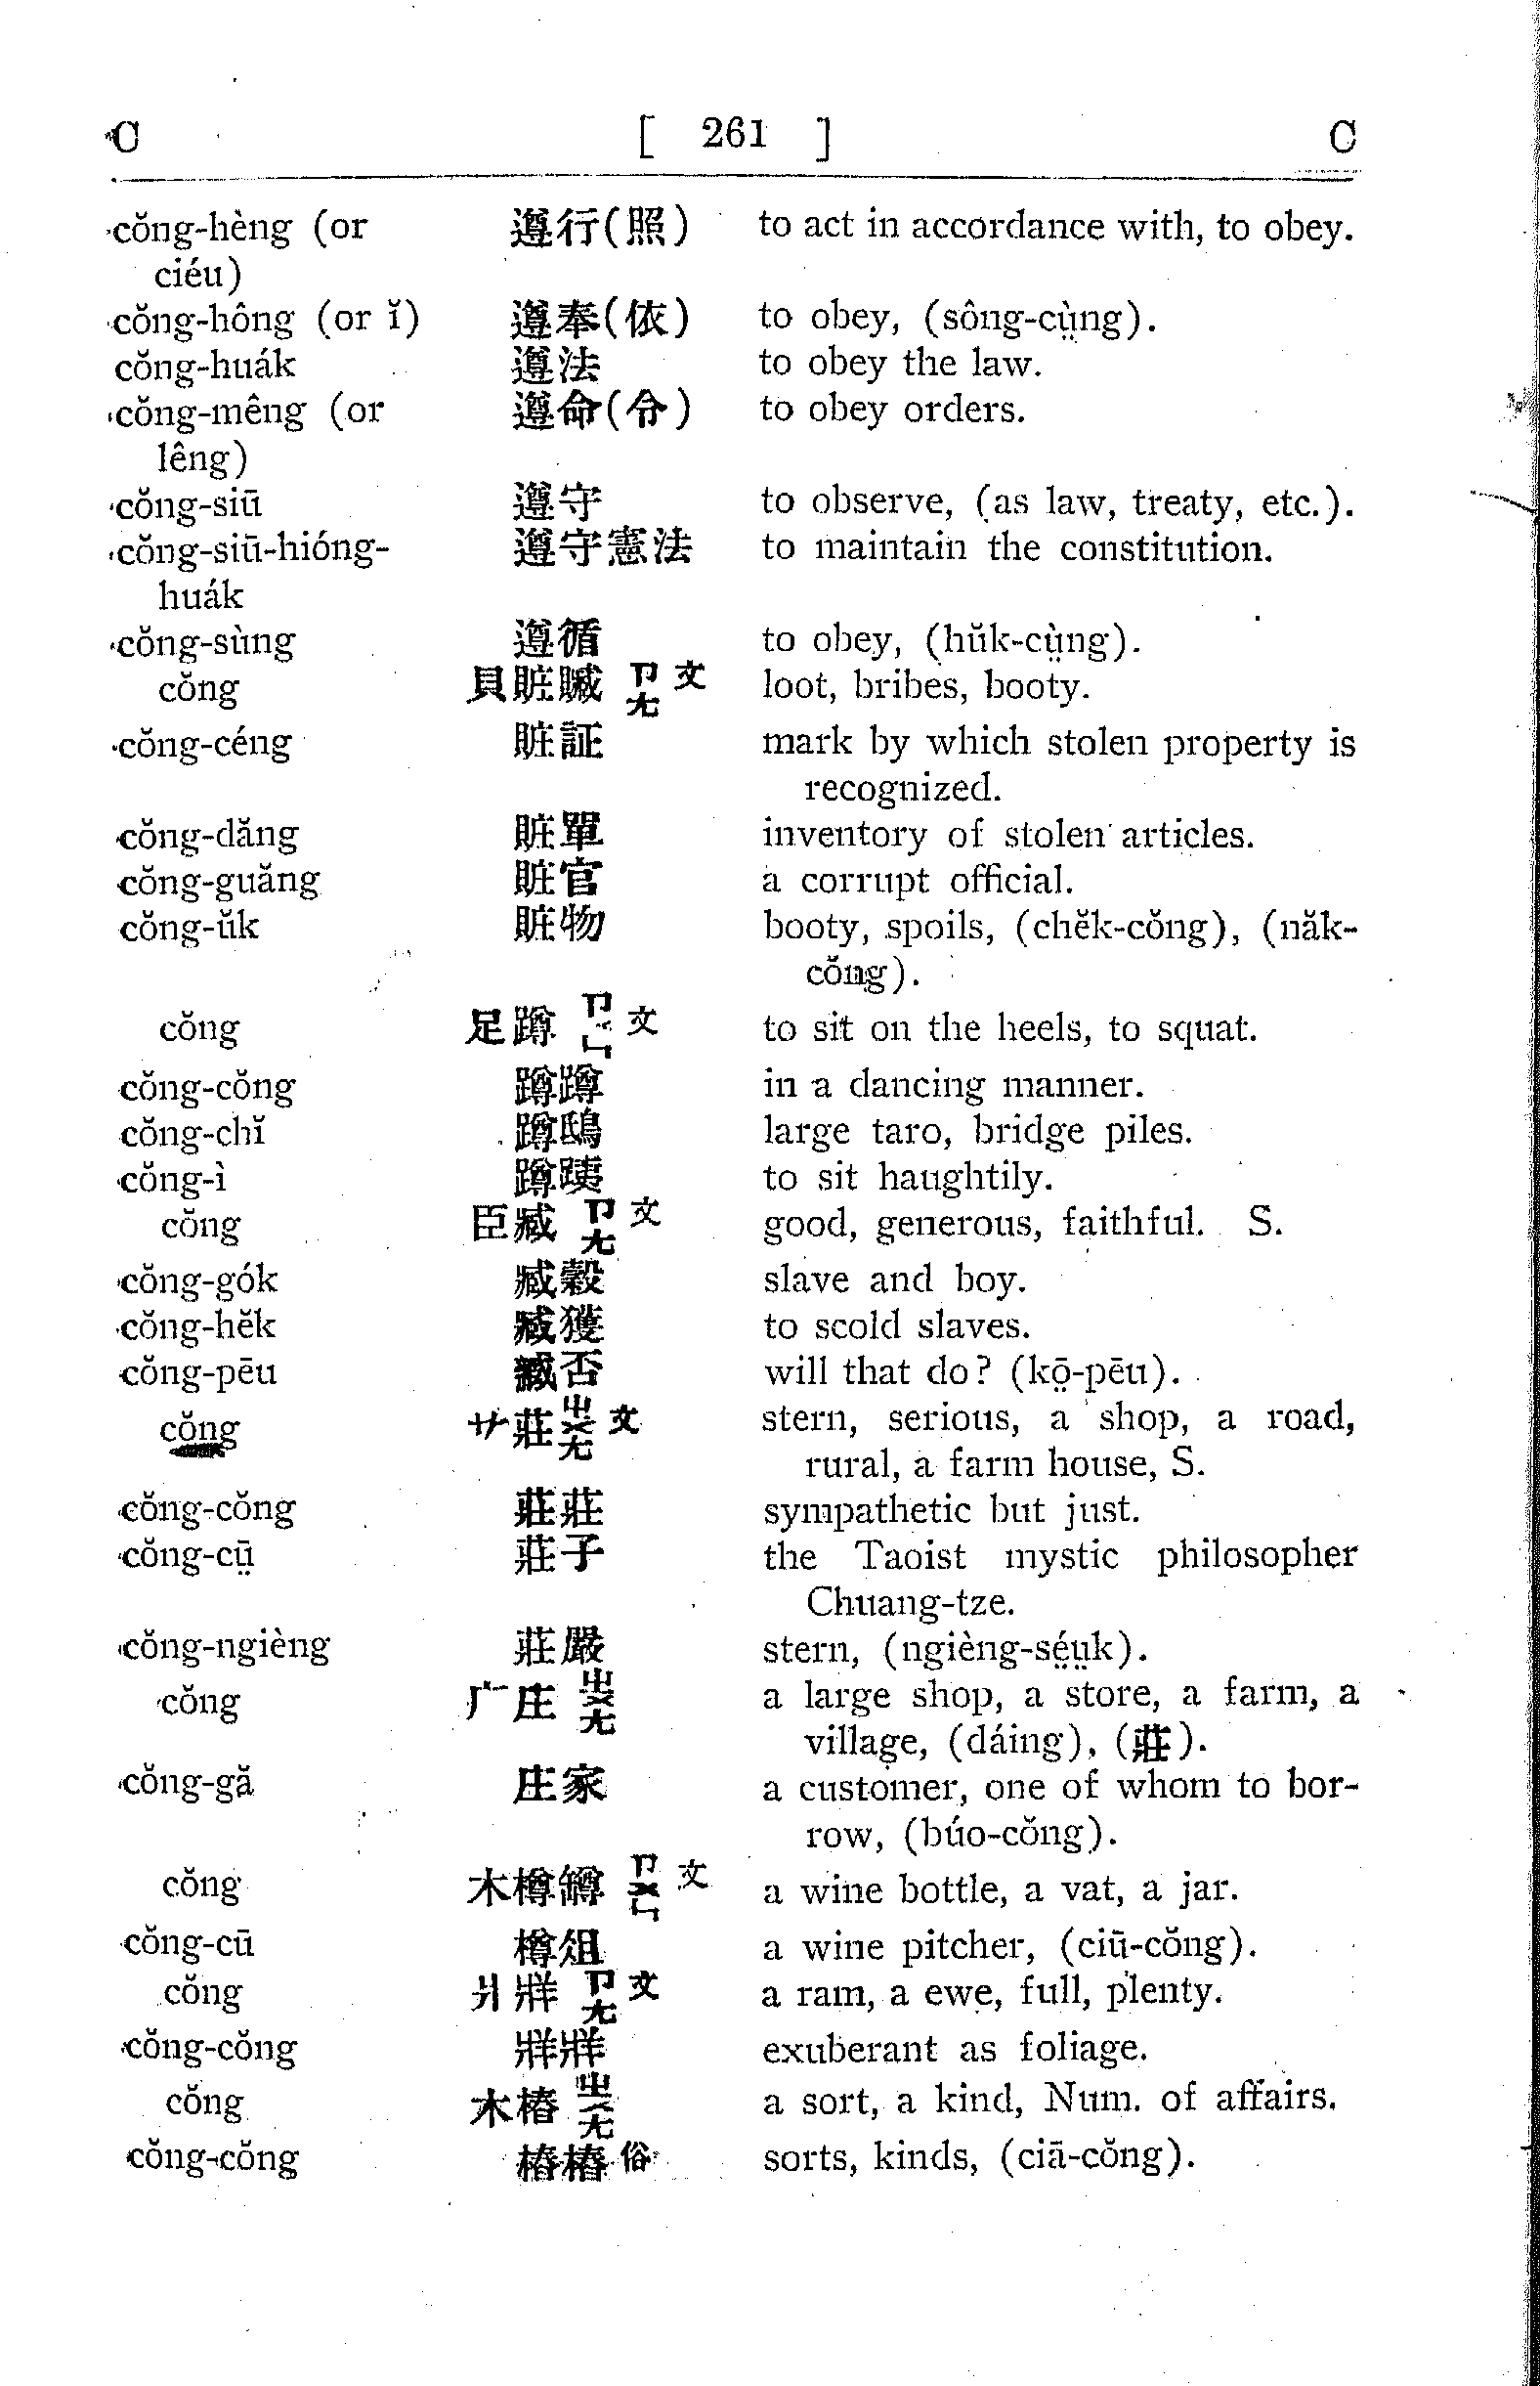 C [ 261 ] C
cŏng-hèng (or 遵行(照) to act in accordance with, to obey.
ciéu)
cŏng-hông (or ĭ) 遵奉(依) to obey, (sông-cṳ̀ng).
cŏng-huák 遵法 to obey the law.
cŏng-mêng (or 遵命(令) to obey orders.
lêng)
cŏng-siū 遵守 to observe, (as law, treaty, etc.).
cŏng-siū-hióng- 遵守憲法 to maintain the constitution.
huák
cŏng-sùng 遵循 to obey, (hŭk-cṳ̀ng).
cŏng 貝賍贓 ㄗㄤ 文 loot, bribes, booty.
cŏng-céng 賍証 mark by which stolen property is
recognized.
cŏng-dăng 賍單 inventory of stolen articles.
cŏng-guăng 賍官 a corrupt official.
cŏng-ŭk 賍物 booty, spoils, (chĕk-cŏng), (năk-
cŏng).
cŏng 足蹲 ㄗㄨㄣ 文 to sit on the heels, to squat.
cŏng-cŏng 蹲蹲 in a dancing manner.
cŏng-chĭ 蹲鴟 large taro, bridge piles.
cŏng-ì 蹲踌 to sit haughtily.
cŏng 臣臧 ㄗㄤ 文 good, generous, faithful. S.
cŏng-gók 臧穀 slave and boy.
cŏng-hĕk 臧獲 to scold slaves.
cŏng-pēu 臧否 will that do? (kō̤-pēu).
cŏng 艹莊 ㄓㄨㄤ 文 stern, serious, a shop, a road,
rural, a farm house, S.
cŏng-cŏng 莊莊 sympathetic but just.
cŏng-cṳ̄ 莊子 the Taoist mystic philosopher
Chuang-tze.
cŏng-ngièng 莊嚴 stern, (ngièng-sé̤ṳk).
cŏng 广庄 ㄓㄨㄤ a large shop, a store, a farm, a
village, (dáing), (莊).
cŏng-gă 庄家 a customer, one of whom to bor-
row, (búo-cŏng).
cŏng 木樽罇 ㄗㄨㄣ 文 a wine bottle, a vat, a jar.
cŏng-cū 樽俎 a wine pitcher, (ciū-cŏng).
cŏng 爿牂 ㄗㄤ 文 a ram, a ewe, full, plenty.
cŏng-cŏng 牂牂 exuberant as foliage.
cŏng 木樁 ㄓㄨㄤ a sort, a kind, Num. of affairs.
cŏng-cŏng 樁樁 俗 sorts, kinds, (ciā-cŏng).